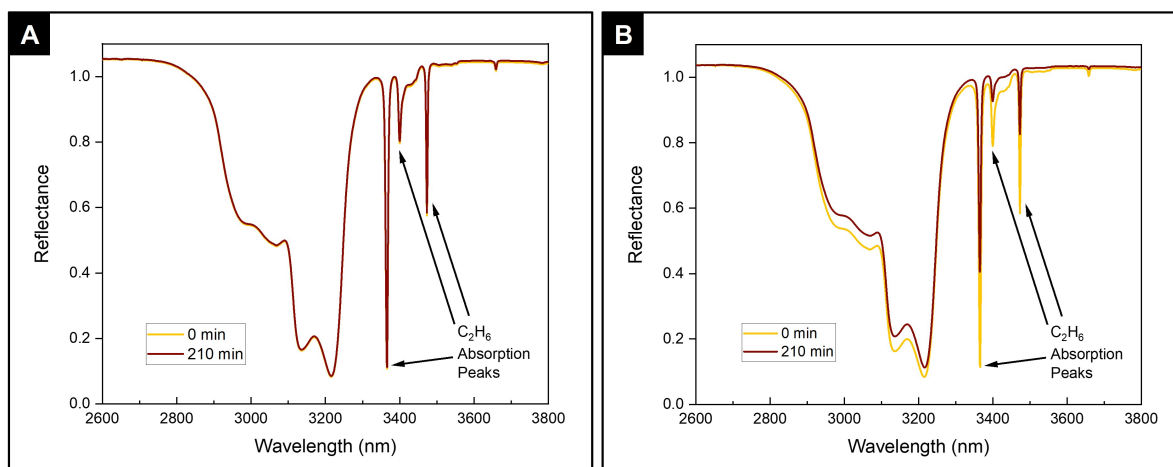 A
1.0
0.8
0.6
0.4
0.2
0.0
Reflectance
0 min
210 min
C₂H₆
Absorption
Peaks
2600 2800 3000 3200 3400 3600 3800
Wavelength (nm)
B
1.0
0.8
0.6
0.4
0.2
0.0
Reflectance
0 min
210 min
C₂H₆
Absorption
Peaks
2600 2800 3000 3200 3400 3600 3800
Wavelength (nm)